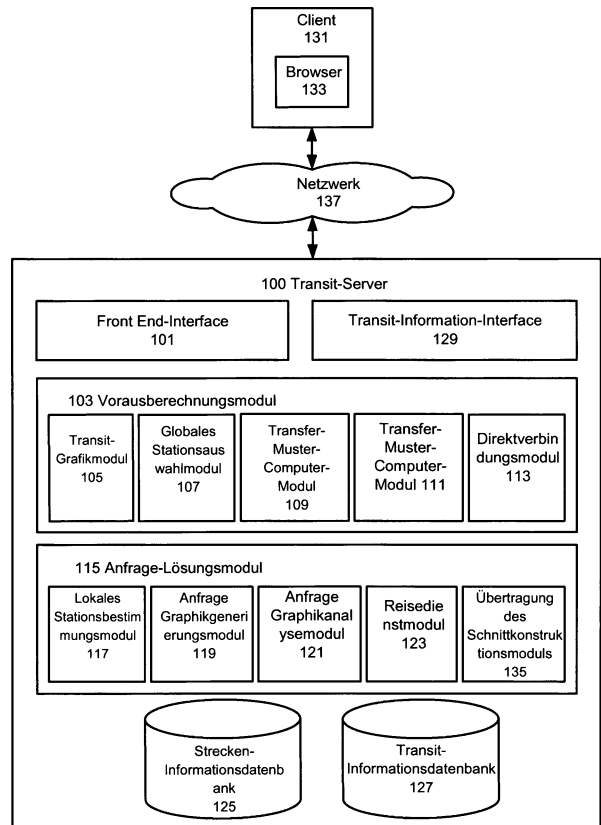 Client
131
Browser
133
Netzwerk
137
100 Transit-Server
Front End-Interface
101
Transit-Information-Interface
129
103 Vorausberechnungsmodul
Transit-
Grafikmodul
105
Globales
Stationsaus
wahlmodul
107
Transfer-
Muster-
Computer-
Modul
109
Transfer-
Muster-
Computer-
Modul 111
Direktverbin
dungsmodul
113
115 Anfrage-Lösungsmodul
Lokales
Stationsbestim
mungsmodul
117
Anfrage
Graphikgeneri
erungsmodul
119
Anfrage
Graphikanal
ysemodul
121
Reisedie
nstmodul
123
Übertragung
des
Schnittkonstruk
tionsmoduls
135
Strecken-
Informationsdatenb
ank
125
Transit-
Informationsdatenbank
127